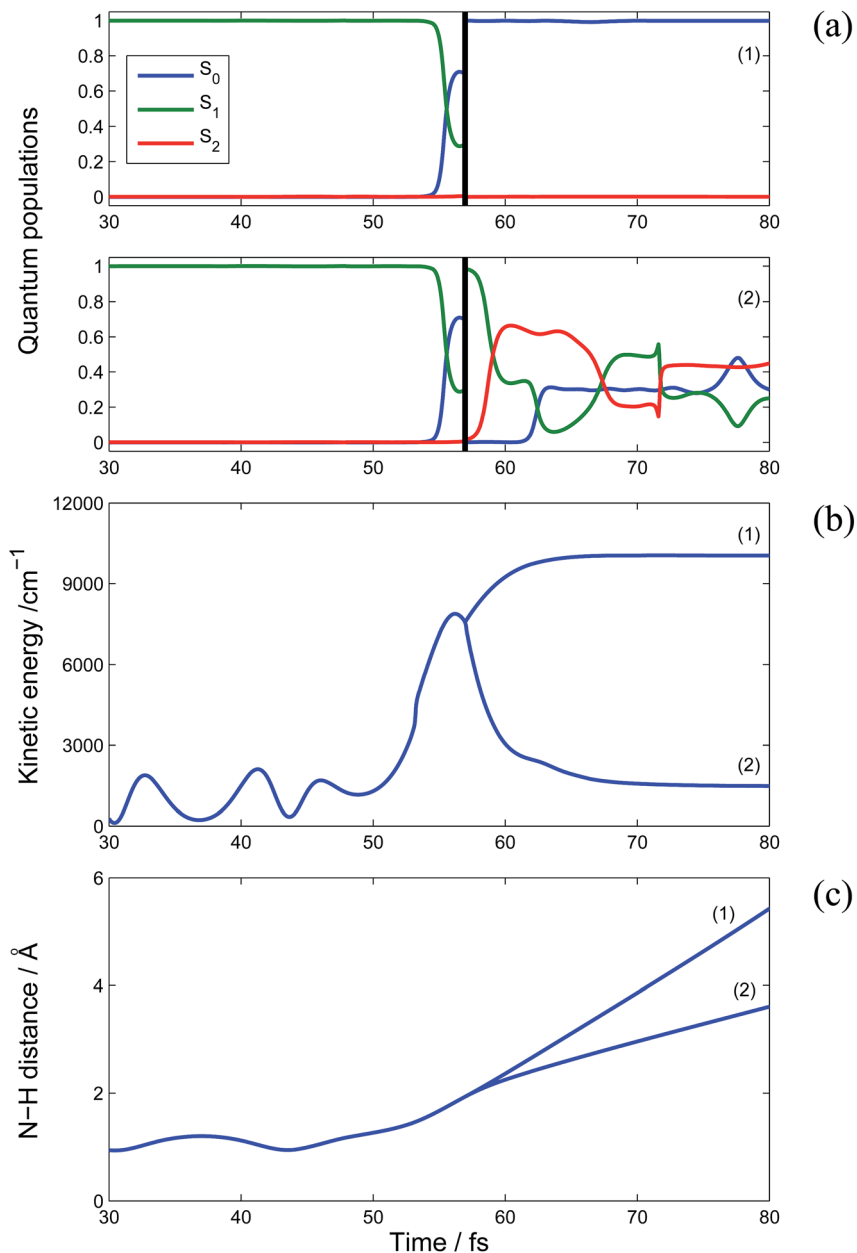 (a)
(1)
1
0.8
0.6
0.4
0.2
0
S0
S1
S2
30 40 50 60 70 80
Quantum populations
(2)
1
0.8
0.6
0.4
0.2
0
30 40 50 60 70 80
(b)
12000
9000
6000
3000
0
Kinetic energy /cm−1
(1)
(2)
30 40 50 60 70 80
(c)
6
4
2
0
N−H distance / Å
(1)
(2)
30 40 50 60 70 80
Time / fs